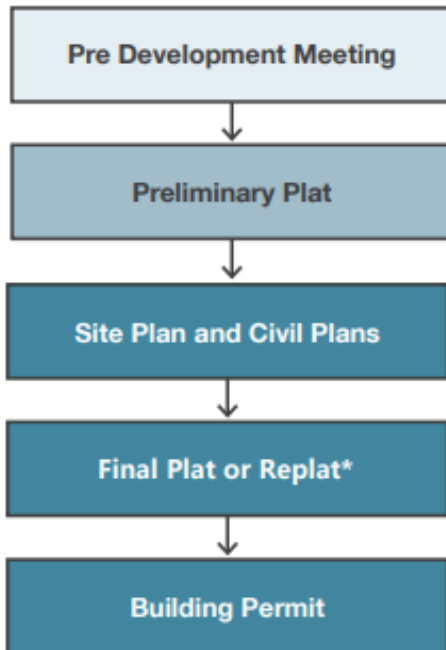 Pre Development Meeting
Preliminary Plat
Site Plan and Civil Plans
Final Plat or Replat*
Building Permit